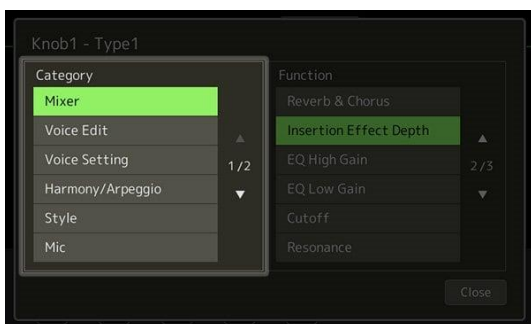 Knob1 - Type1
Category
Mixer
Voice Edit
Voice Setting
Harmony/Arpeggio
Style
Mic
1/2
Function
Reverb & Chorus
Insertion Effect Depth
EQ High Gain
EQ Low Gain
Cutoff
Resonance
2/3
Close